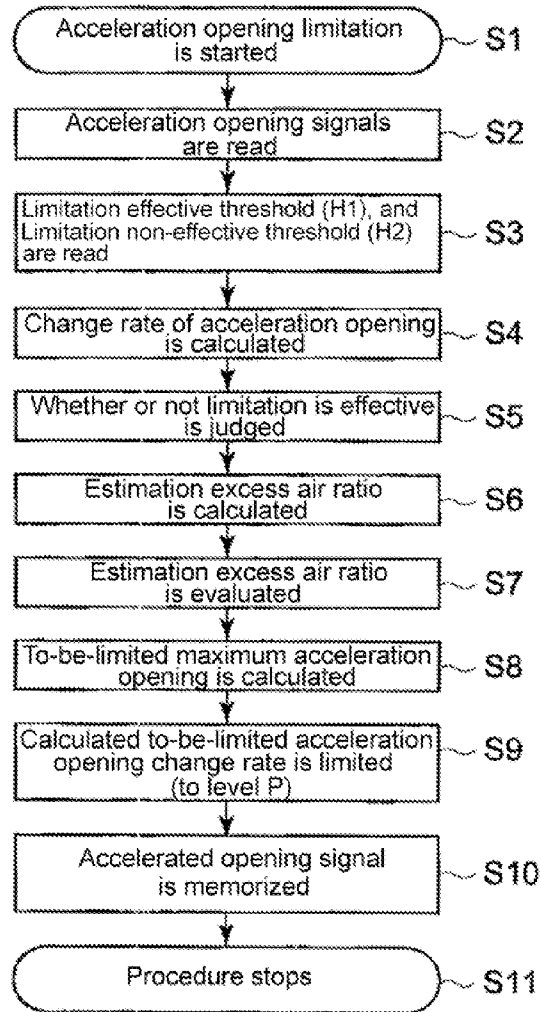 Acceleration opening limitation
is started
S1
Acceleration opening signals
are read
S2
Limitation effective threshold (H1), and
Limitation non-effective threshold (H2)
are read
S3
Change rate of acceleration opening
is calculated
S4
Whether or not limitation is effective
is judged
S5
Estimation excess air ratio
is calculated
S6
Estimation excess air ratio
is evaluated
S7
To-be-limited maximum acceleration
opening is calculated
S8
Calculated to-be-limited acceleration
opening change rate is limited
(to level P)
S9
Accelerated opening signal
is memorized
S10
Procedure stops
S11